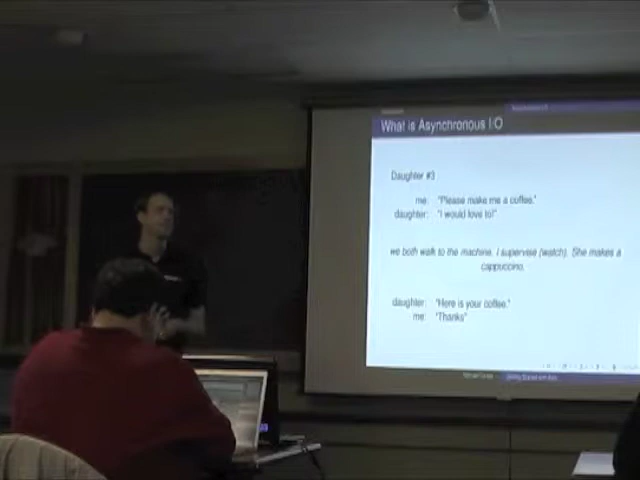 What is Asynchronous I/O
Daughter #3
me: "Please make me a coffee."
daughter: "I would love to!"
we both walk to the machine. I supervise (watch). She makes a
cappuccino.
daughter: "Here is your coffee."
me: "Thanks"